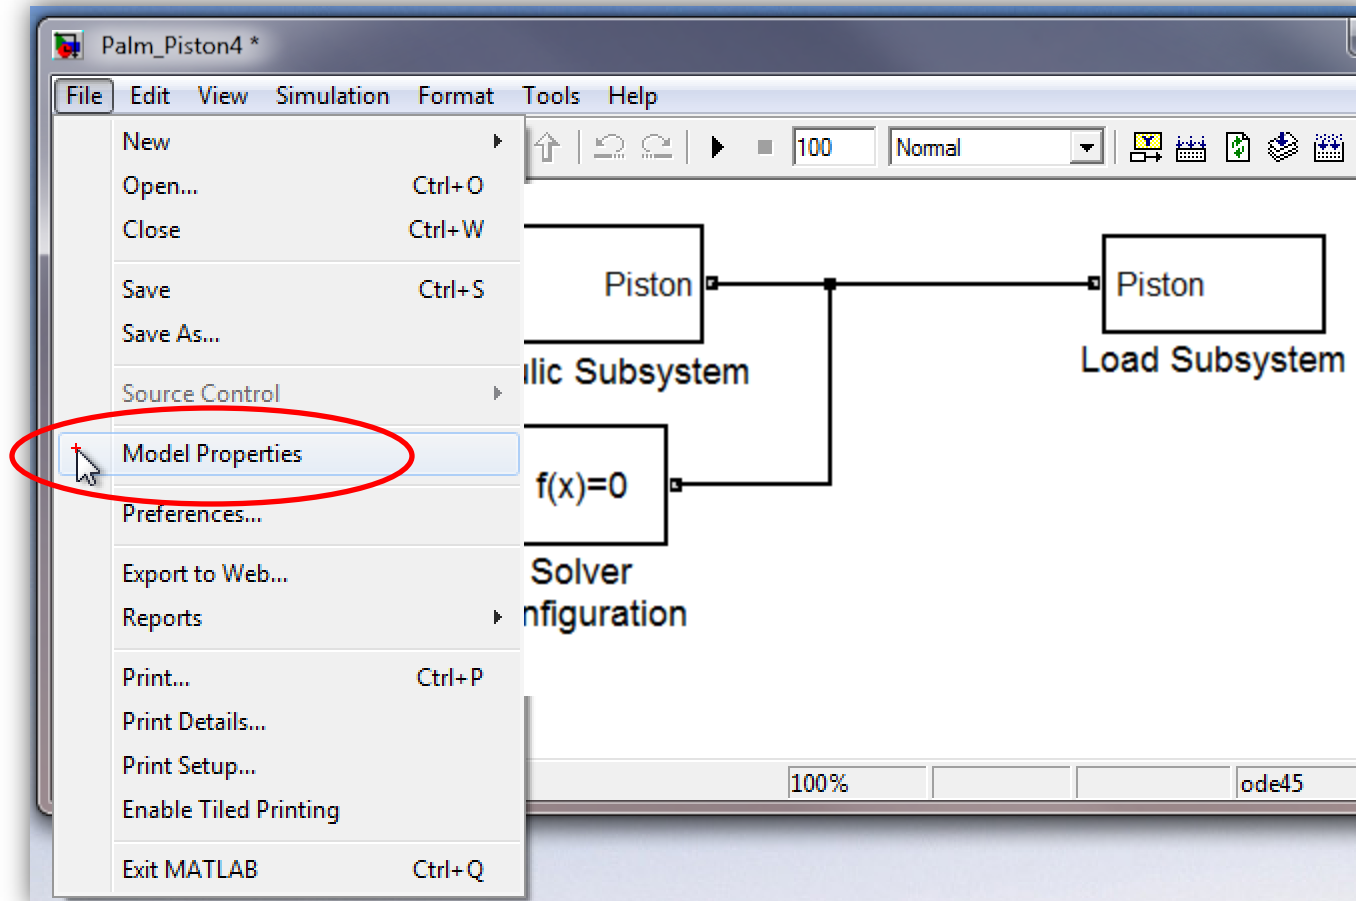 Palm_Piston4 *
File Edit View Simulation Format Tools Help
100 Normal
New
Open... Ctrl+O
Close Ctrl+W
Save Ctrl+S
Save As...
Source Control
Model Properties
Preferences...
Export to Web...
Reports
Print... Ctrl+P
Print Details...
Print Setup...
Enable Tiled Printing
Exit MATLAB Ctrl+Q
Piston
Piston
lic Subsystem
Load Subsystem
f(x)=0
Solver
nfiguration
100% ode45